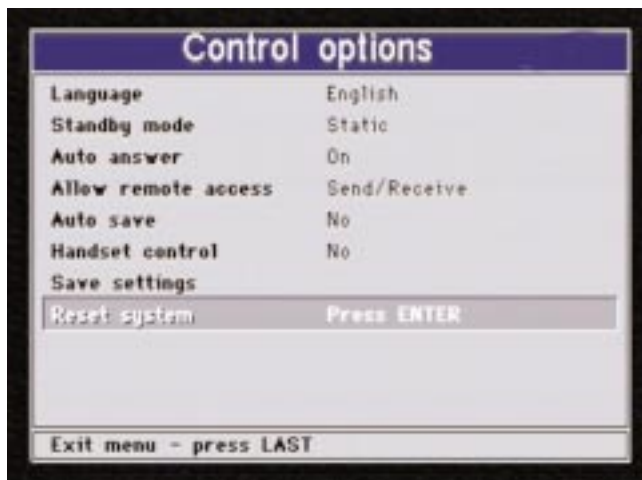 Control options
Language English
Standby mode Static
Auto answer On
Allow remote access Send/Receive
Auto save No
Handset control No
Save settings
Reset system Press ENTER
Exit menu - press LAST